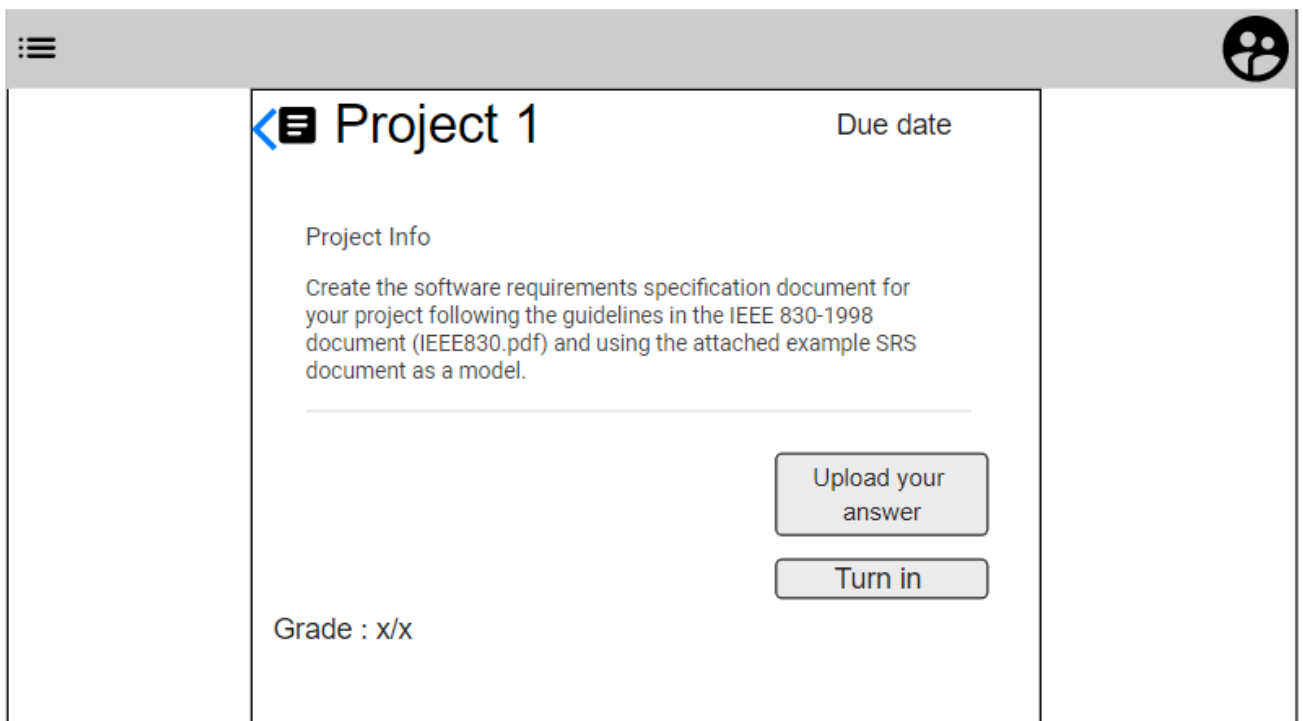 Project 1
Due date
Project Info
Create the software requirements specification document for
your project following the guidelines in the IEEE 830-1998
document (IEEE830.pdf) and using the attached example SRS
document as a model.
Upload your
answer
Turn in
Grade : x/x